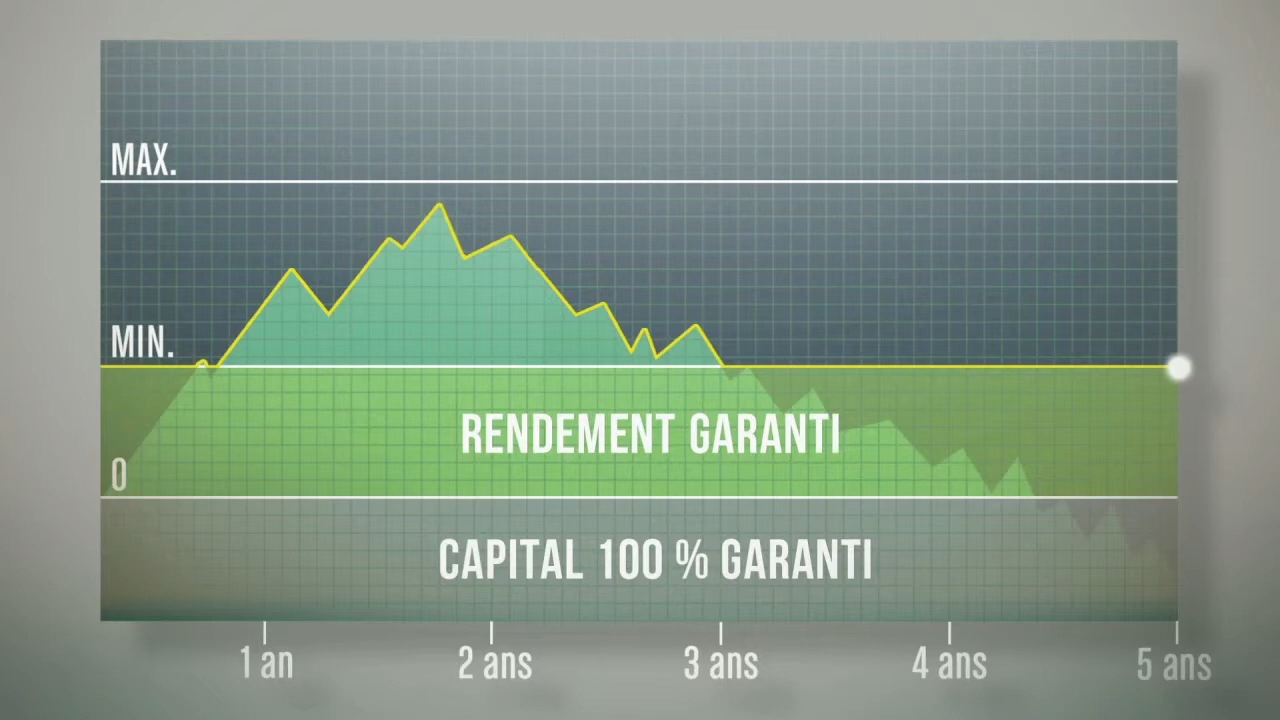 MAX.
MIN.
RENDEMENT GARANTI
0
CAPITAL 100 % GARANTI
1 an
2 ans
3 ans
4 ans
5 ans